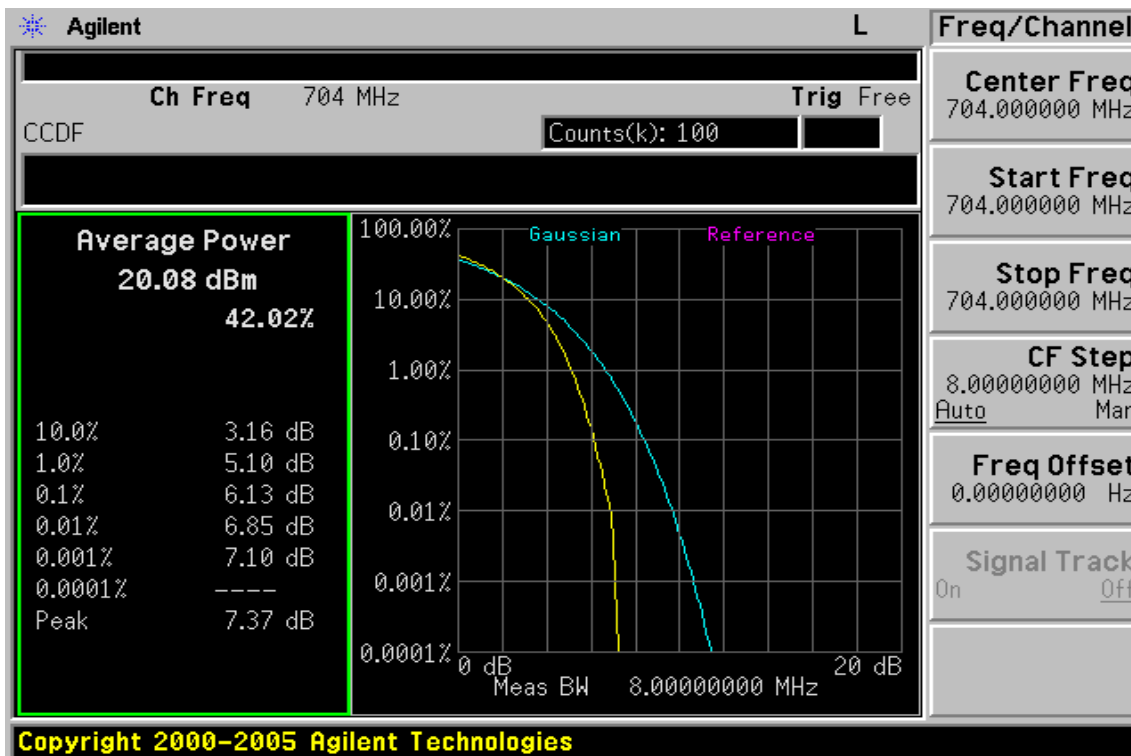 Agilent L
Freq/Channel
Ch Freq 704 MHz Trig Free
CCDF Counts(k): 100
Average Power
20.08 dBm
42.02%
10.0% 3.16 dB
1.0% 5.10 dB
0.1% 6.13 dB
0.01% 6.85 dB
0.001% 7.10 dB
0.0001% ----
Peak 7.37 dB
Gaussian Reference
100.00%
10.00%
1.00%
0.10%
0.01%
0.001%
0.0001%
0 dB 20 dB
Meas BW 8.00000000 MHz
Center Freq
704.000000 MHz
Start Freq
704.000000 MHz
Stop Freq
704.000000 MHz
CF Step
8.00000000 MHz
Auto Man
Freq Offset
0.00000000 Hz
Signal Track
On Off
Copyright 2000-2005 Agilent Technologies